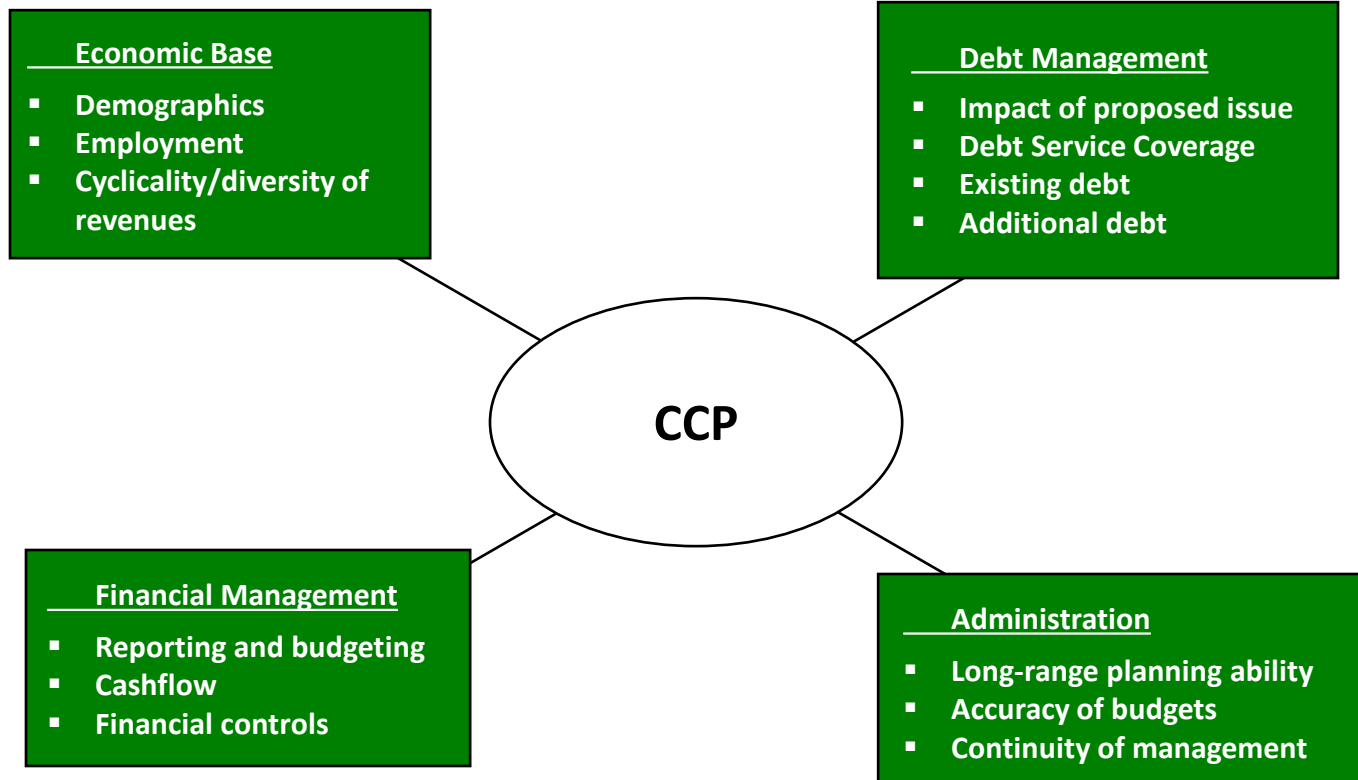 Economic Base
▪ Demographics
▪ Employment
▪ Cyclicality/diversity of
revenues
Debt Management
▪ Impact of proposed issue
▪ Debt Service Coverage
▪ Existing debt
▪ Additional debt
CCP
Financial Management
▪ Reporting and budgeting
▪ Cashflow
▪ Financial controls
Administration
▪ Long-range planning ability
▪ Accuracy of budgets
▪ Continuity of management